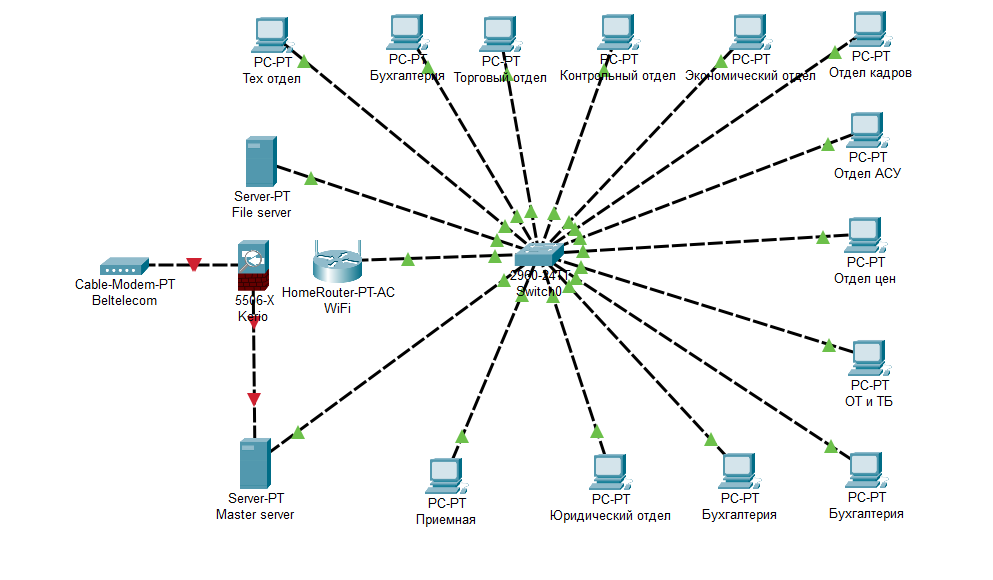 PC-PT
Тех отдел
PC-PT
Бухгалтерия
PC-PT
Торговый отдел
PC-PT
Контрольный отдел
PC-PT
Экономический отдел
PC-PT
Отдел кадров
PC-PT
Отдел АСУ
Server-PT
File server
PC-PT
Отдел цен
Cable-Modem-PT
Beltelecom
5506-X
Kerio
HomeRouter-PT-AC
WiFi
2960-24TT
Switch0
PC-PT
ОТ и ТБ
Server-PT
Master server
PC-PT
Приемная
PC-PT
Юридический отдел
PC-PT
Бухгалтерия
PC-PT
Бухгалтерия